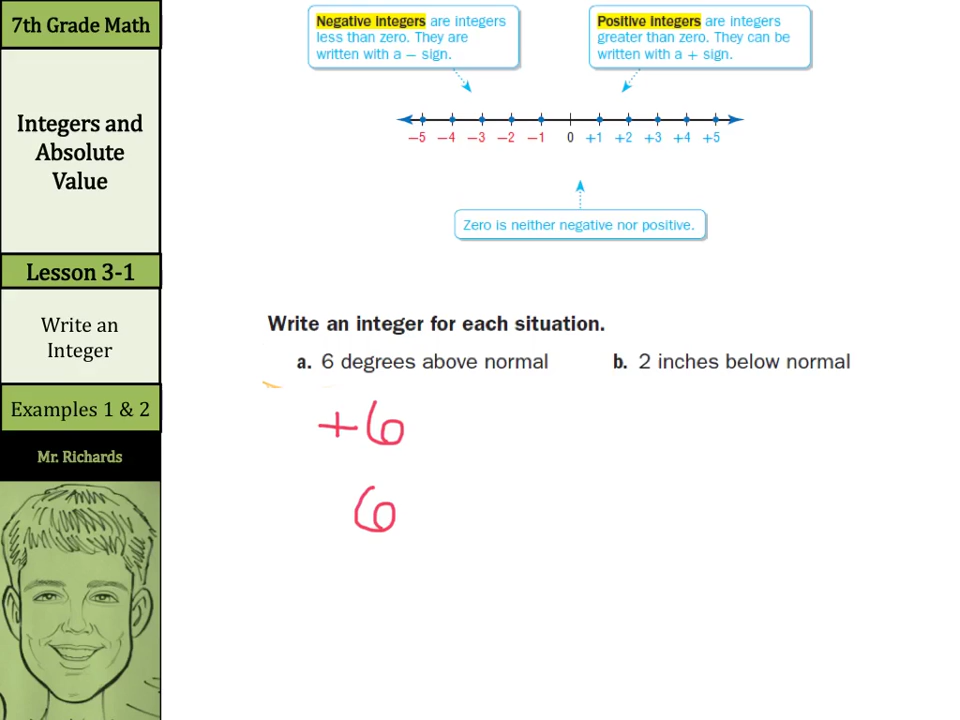 7th Grade Math
Integers and
Absolute
Value
Lesson 3-1
Write an
Integer
Examples 1 & 2
Mr. Richards
Negative integers are integers
less than zero. They are
written with a − sign.
Positive integers are integers
greater than zero. They can be
written with a + sign.
−5 −4 −3 −2 −1 0 +1 +2 +3 +4 +5
Zero is neither negative nor positive.
Write an integer for each situation.
a. 6 degrees above normal
b. 2 inches below normal
+6
6